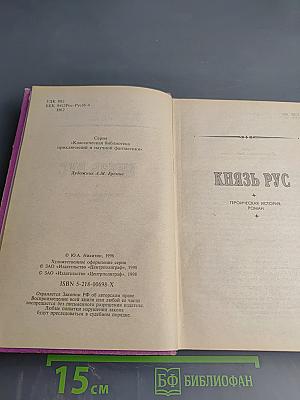 УДК 882
ББК 84(2Рос-Рус)6-4
Н62
Серия
«Классическая библиотека
приключений и научной фантастики»
Художник А.М. Еремин
© Ю.А. Никитин, 1998
Художественное оформление серии
© ЗАО «Издательство «Центрполиграф», 1998
© ЗАО «Издательство «Центрполиграф», 1998
ISBN 5-218-00698-X
Охраняется Законом РФ об авторском праве.
Воспроизведение всей книги или любой ее части
воспрещается без письменного разрешения издателя.
Любые попытки нарушения закона
будут преследоваться в судебном порядке.
КНЯЗЬ РУС
ГЕРОИЧЕСКАЯ ИСТОРИЯ
РОМАН
15 СМ
БФ БИБЛИОФАН